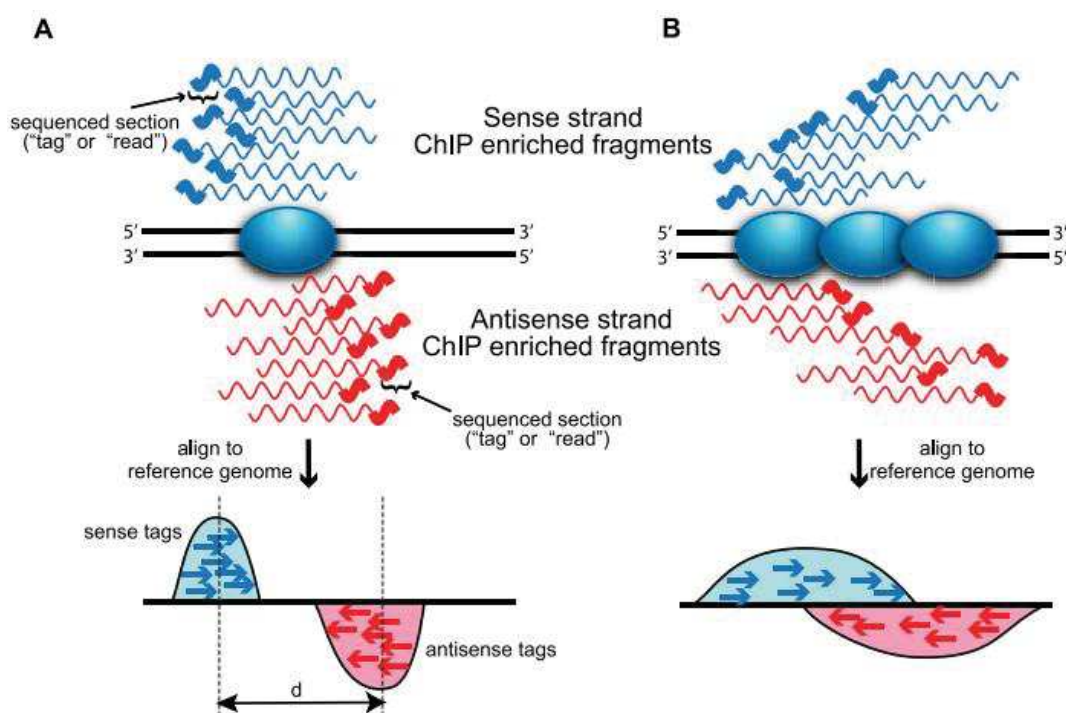 A
B
sequenced section
("tag" or "read")
Sense strand
ChIP enriched fragments
5'
3'
3'
5'
5'
3'
3'
5'
Antisense strand
ChIP enriched fragments
sequenced section
("tag" or "read")
align to
reference genome
align to
reference genome
sense tags
antisense tags
d